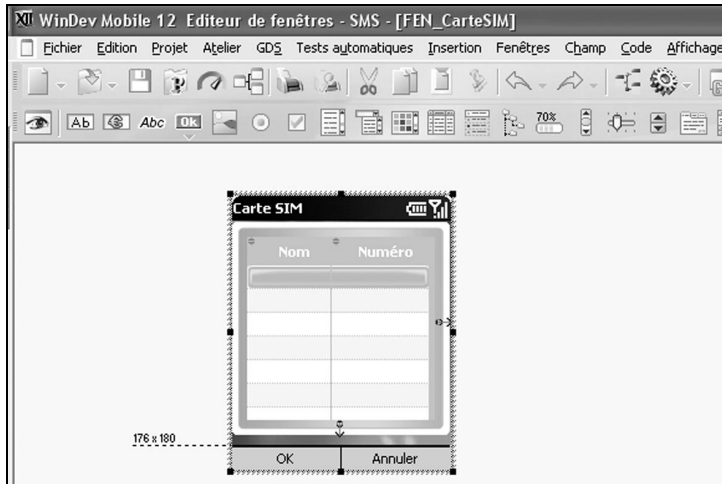 WinDev Mobile 12 Editeur de fenêtres - SMS - [FEN_CarteSIM]
Fichier Edition Projet Atelier GDS Tests automatiques Insertion Fenêtres Champ Code Affichage
Ab Abc Ok 70%
Carte SIM
Nom Numéro
176 x 180
OK Annuler